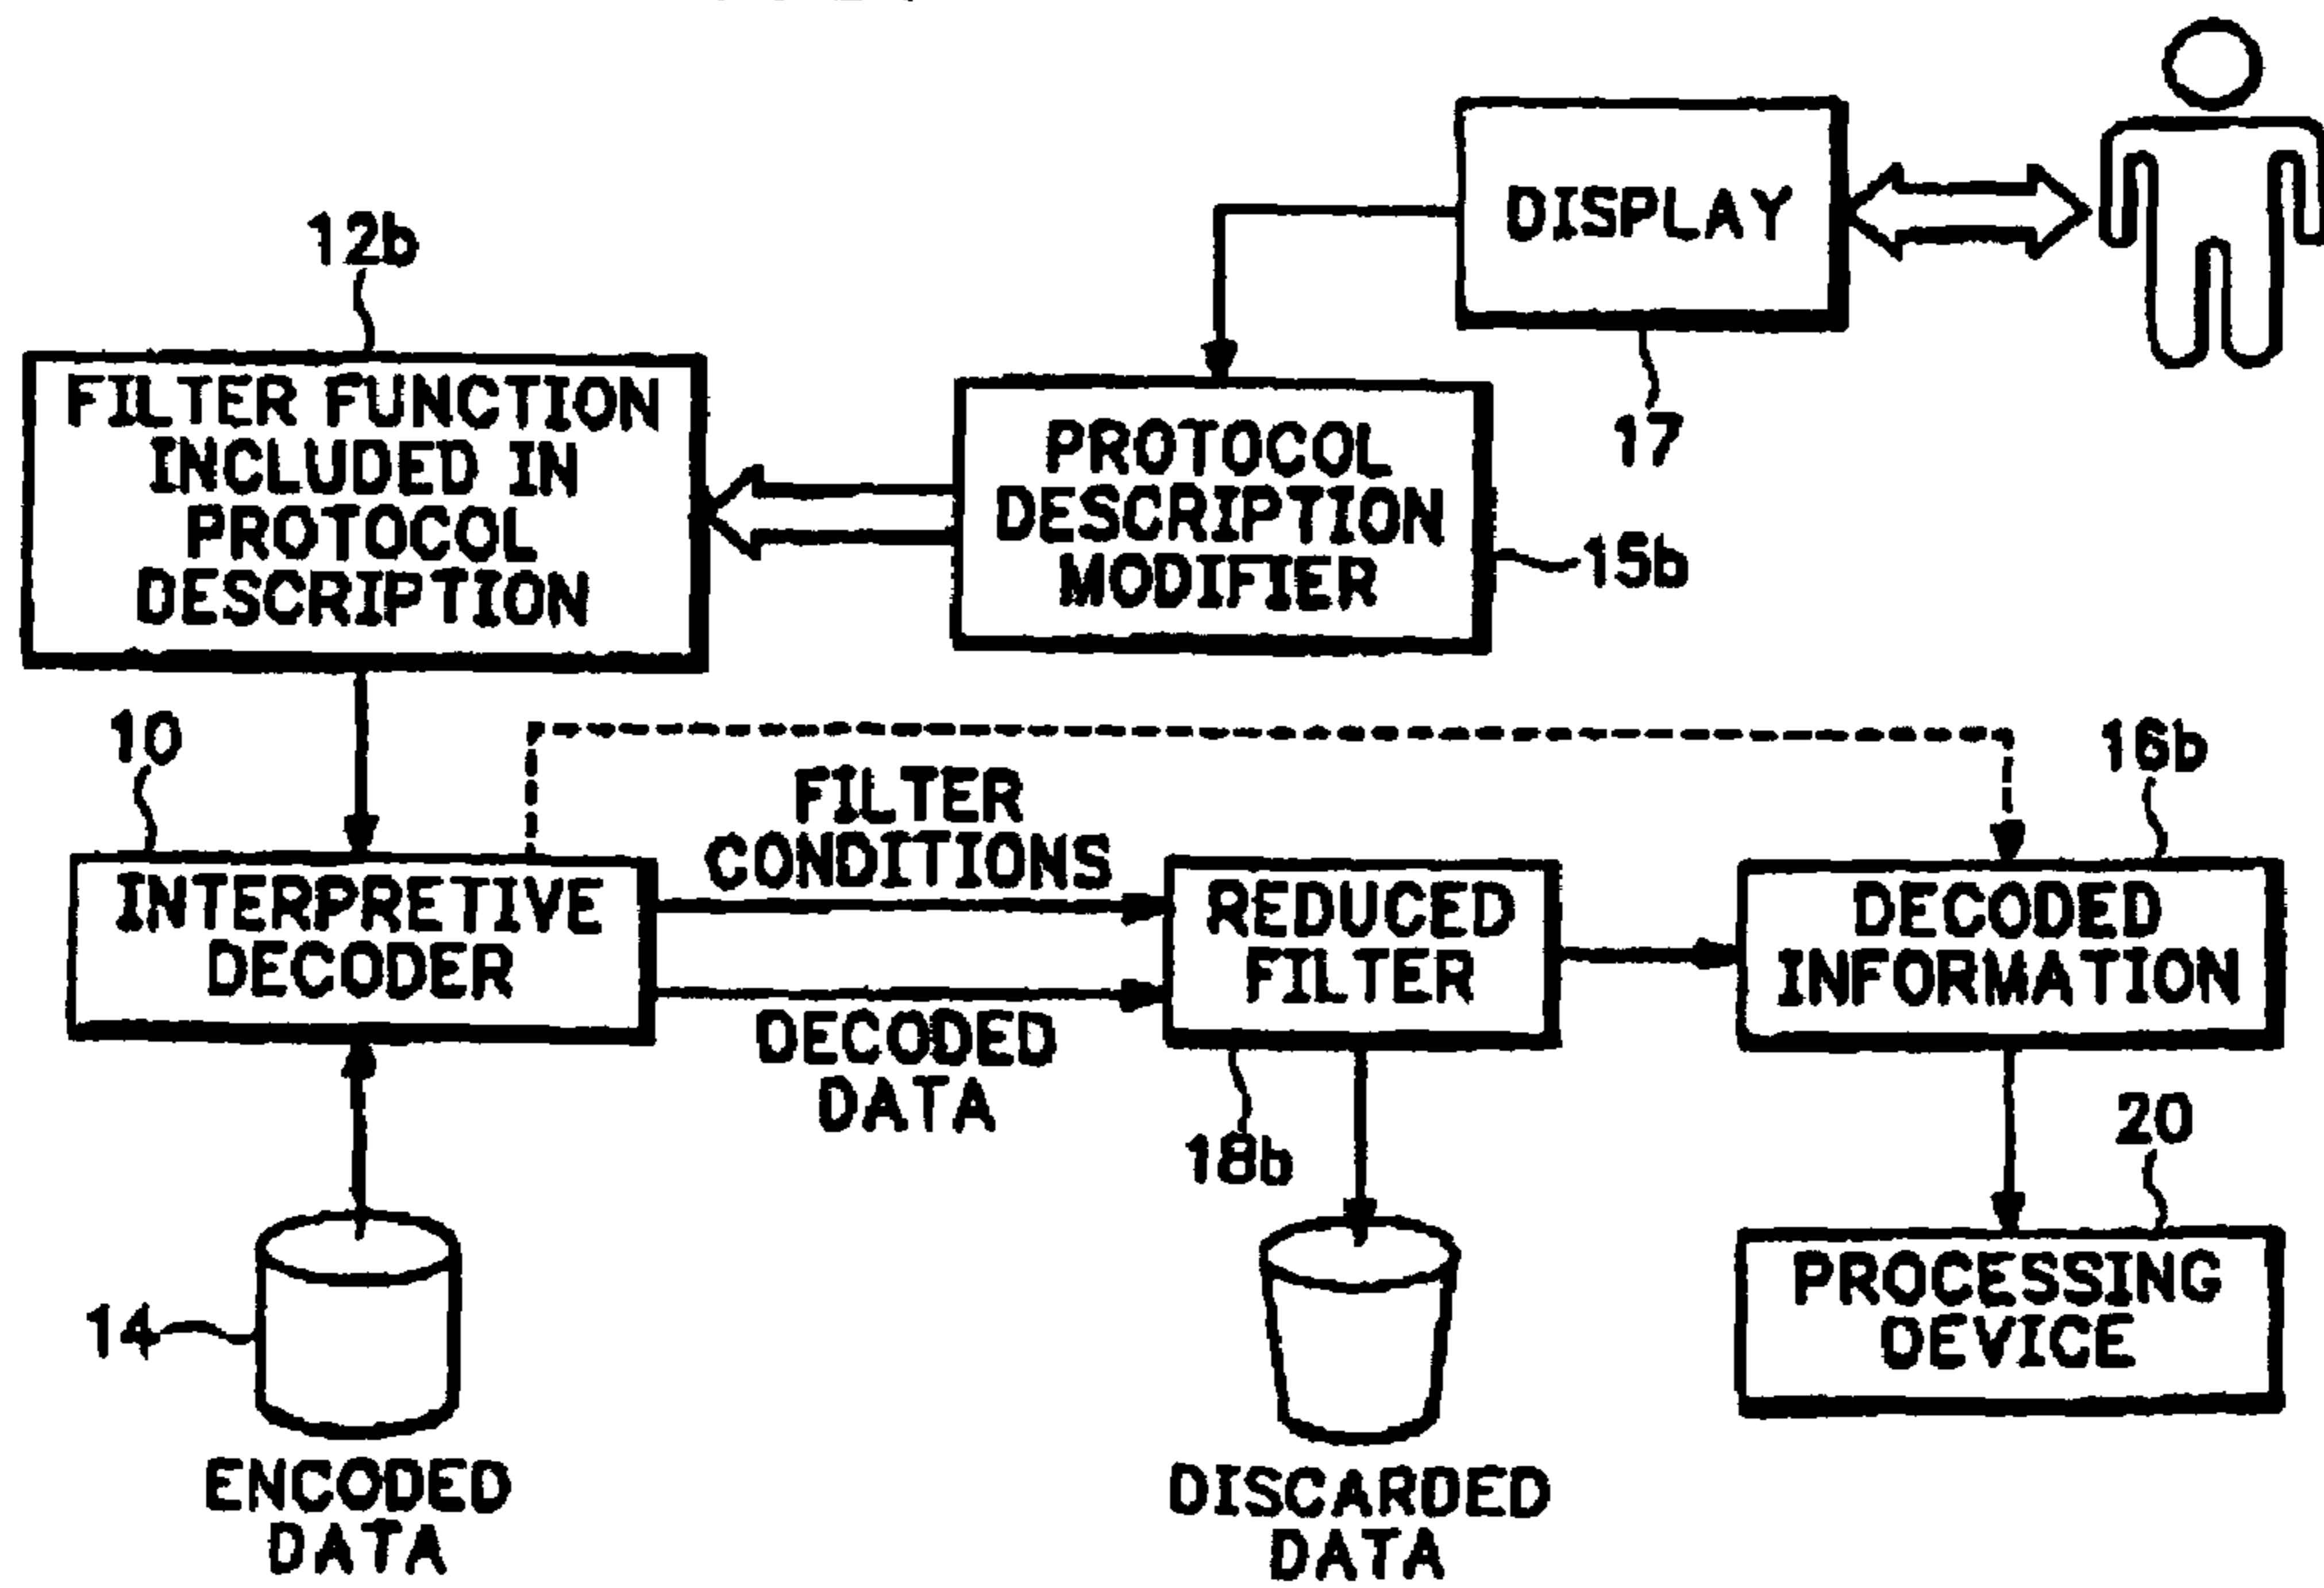 DISPLAY
12b
FILTER FUNCTION
INCLUDED IN
PROTOCOL
DESCRIPTION
PROTOCOL
DESCRIPTION
MODIFIER
17
15b
10
16b
FILTER
CONDITIONS
INTERPRETIVE
DECODER
REDUCED
FILTER
DECODED
INFORMATION
DECODED
DATA
18b
20
14
PROCESSING
DEVICE
ENCODED
DATA
DISCARDED
DATA